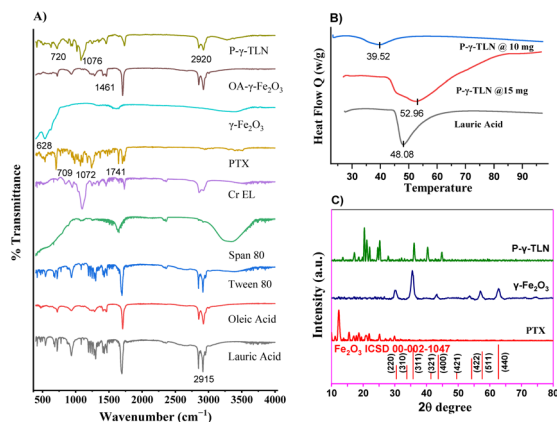 A)
P-γ-TLN
720
1076
2920
OA-γ-Fe₂O₃
1461
γ-Fe₂O₃
628
PTX
709
1072
1741
Cr EL
Span 80
Tween 80
Oleic Acid
Lauric Acid
2915
% Transmittance
500 1000 1500 2000 2500 3000 3500 4000
Wavenumber (cm⁻¹)
B)
39.52
P-γ-TLN @ 10 mg
52.96
P-γ-TLN @15 mg
Lauric Acid
48.08
Heat Flow Q (w/g)
30 40 50 60 70 80 90
Temperature
C)
P-γ-TLN
γ-Fe₂O₃
PTX
Fe₂O₃ ICSD 00-002-1047
(220)
(310)
(311)
(321)
(400)
(421)
(422)
(511)
(440)
Intensity (a.u.)
10 20 30 40 50 60 70 80
2θ degree